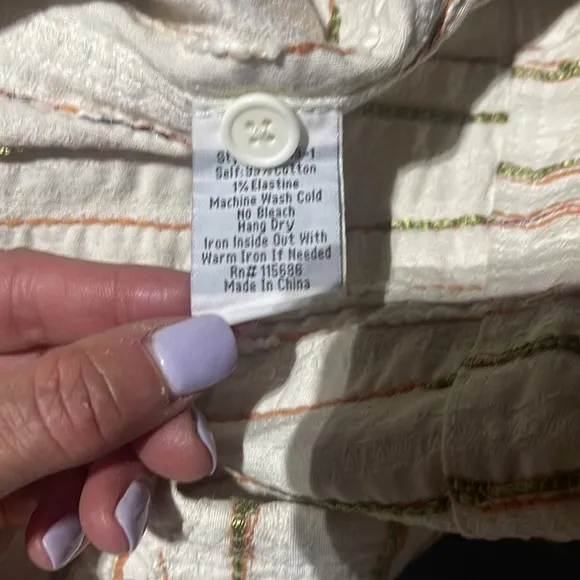 Self: 99% Cotton
1% Elastine
Machine Wash Cold
No Bleach
Hang Dry
Iron Inside Out With
Warm Iron If Needed
Rn# 115686
Made In China